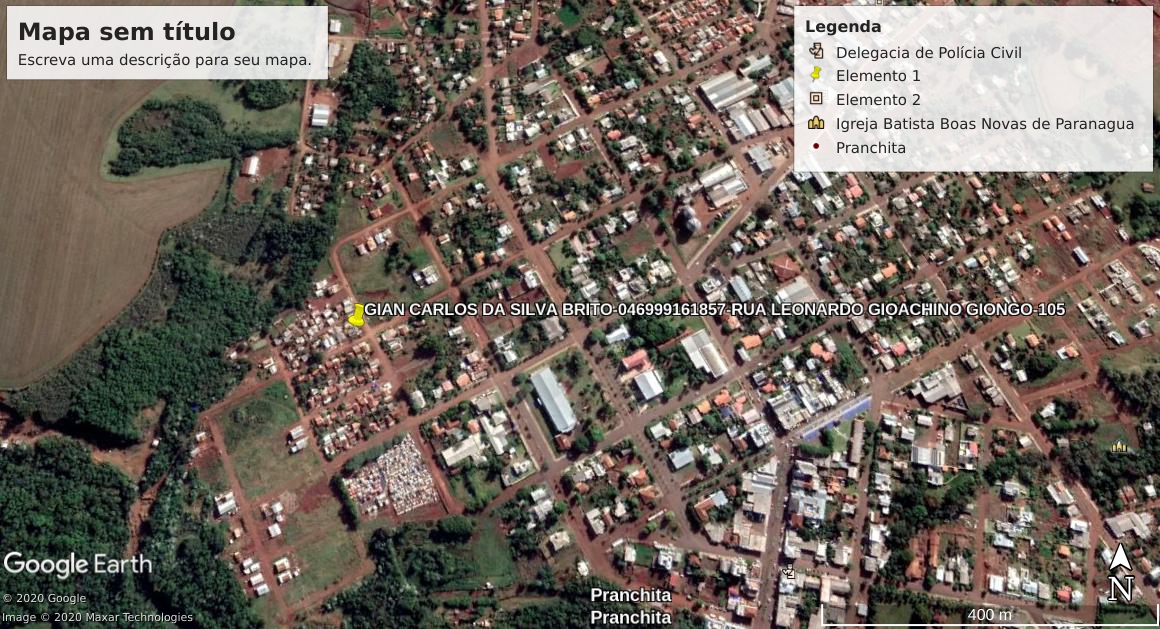 Mapa sem título
Escreva uma descrição para seu mapa.
Legenda
Delegacia de Polícia Civil
Elemento 1
Elemento 2
Igreja Batista Boas Novas de Paranagua
Pranchita
GIAN CARLOS DA SILVA BRITO-046999161857-RUA LEONARDO GIOACHINO GIONGO-105
Google Earth
© 2020 Google
Image © 2020 Maxar Technologies
Pranchita
Pranchita
N
400 m